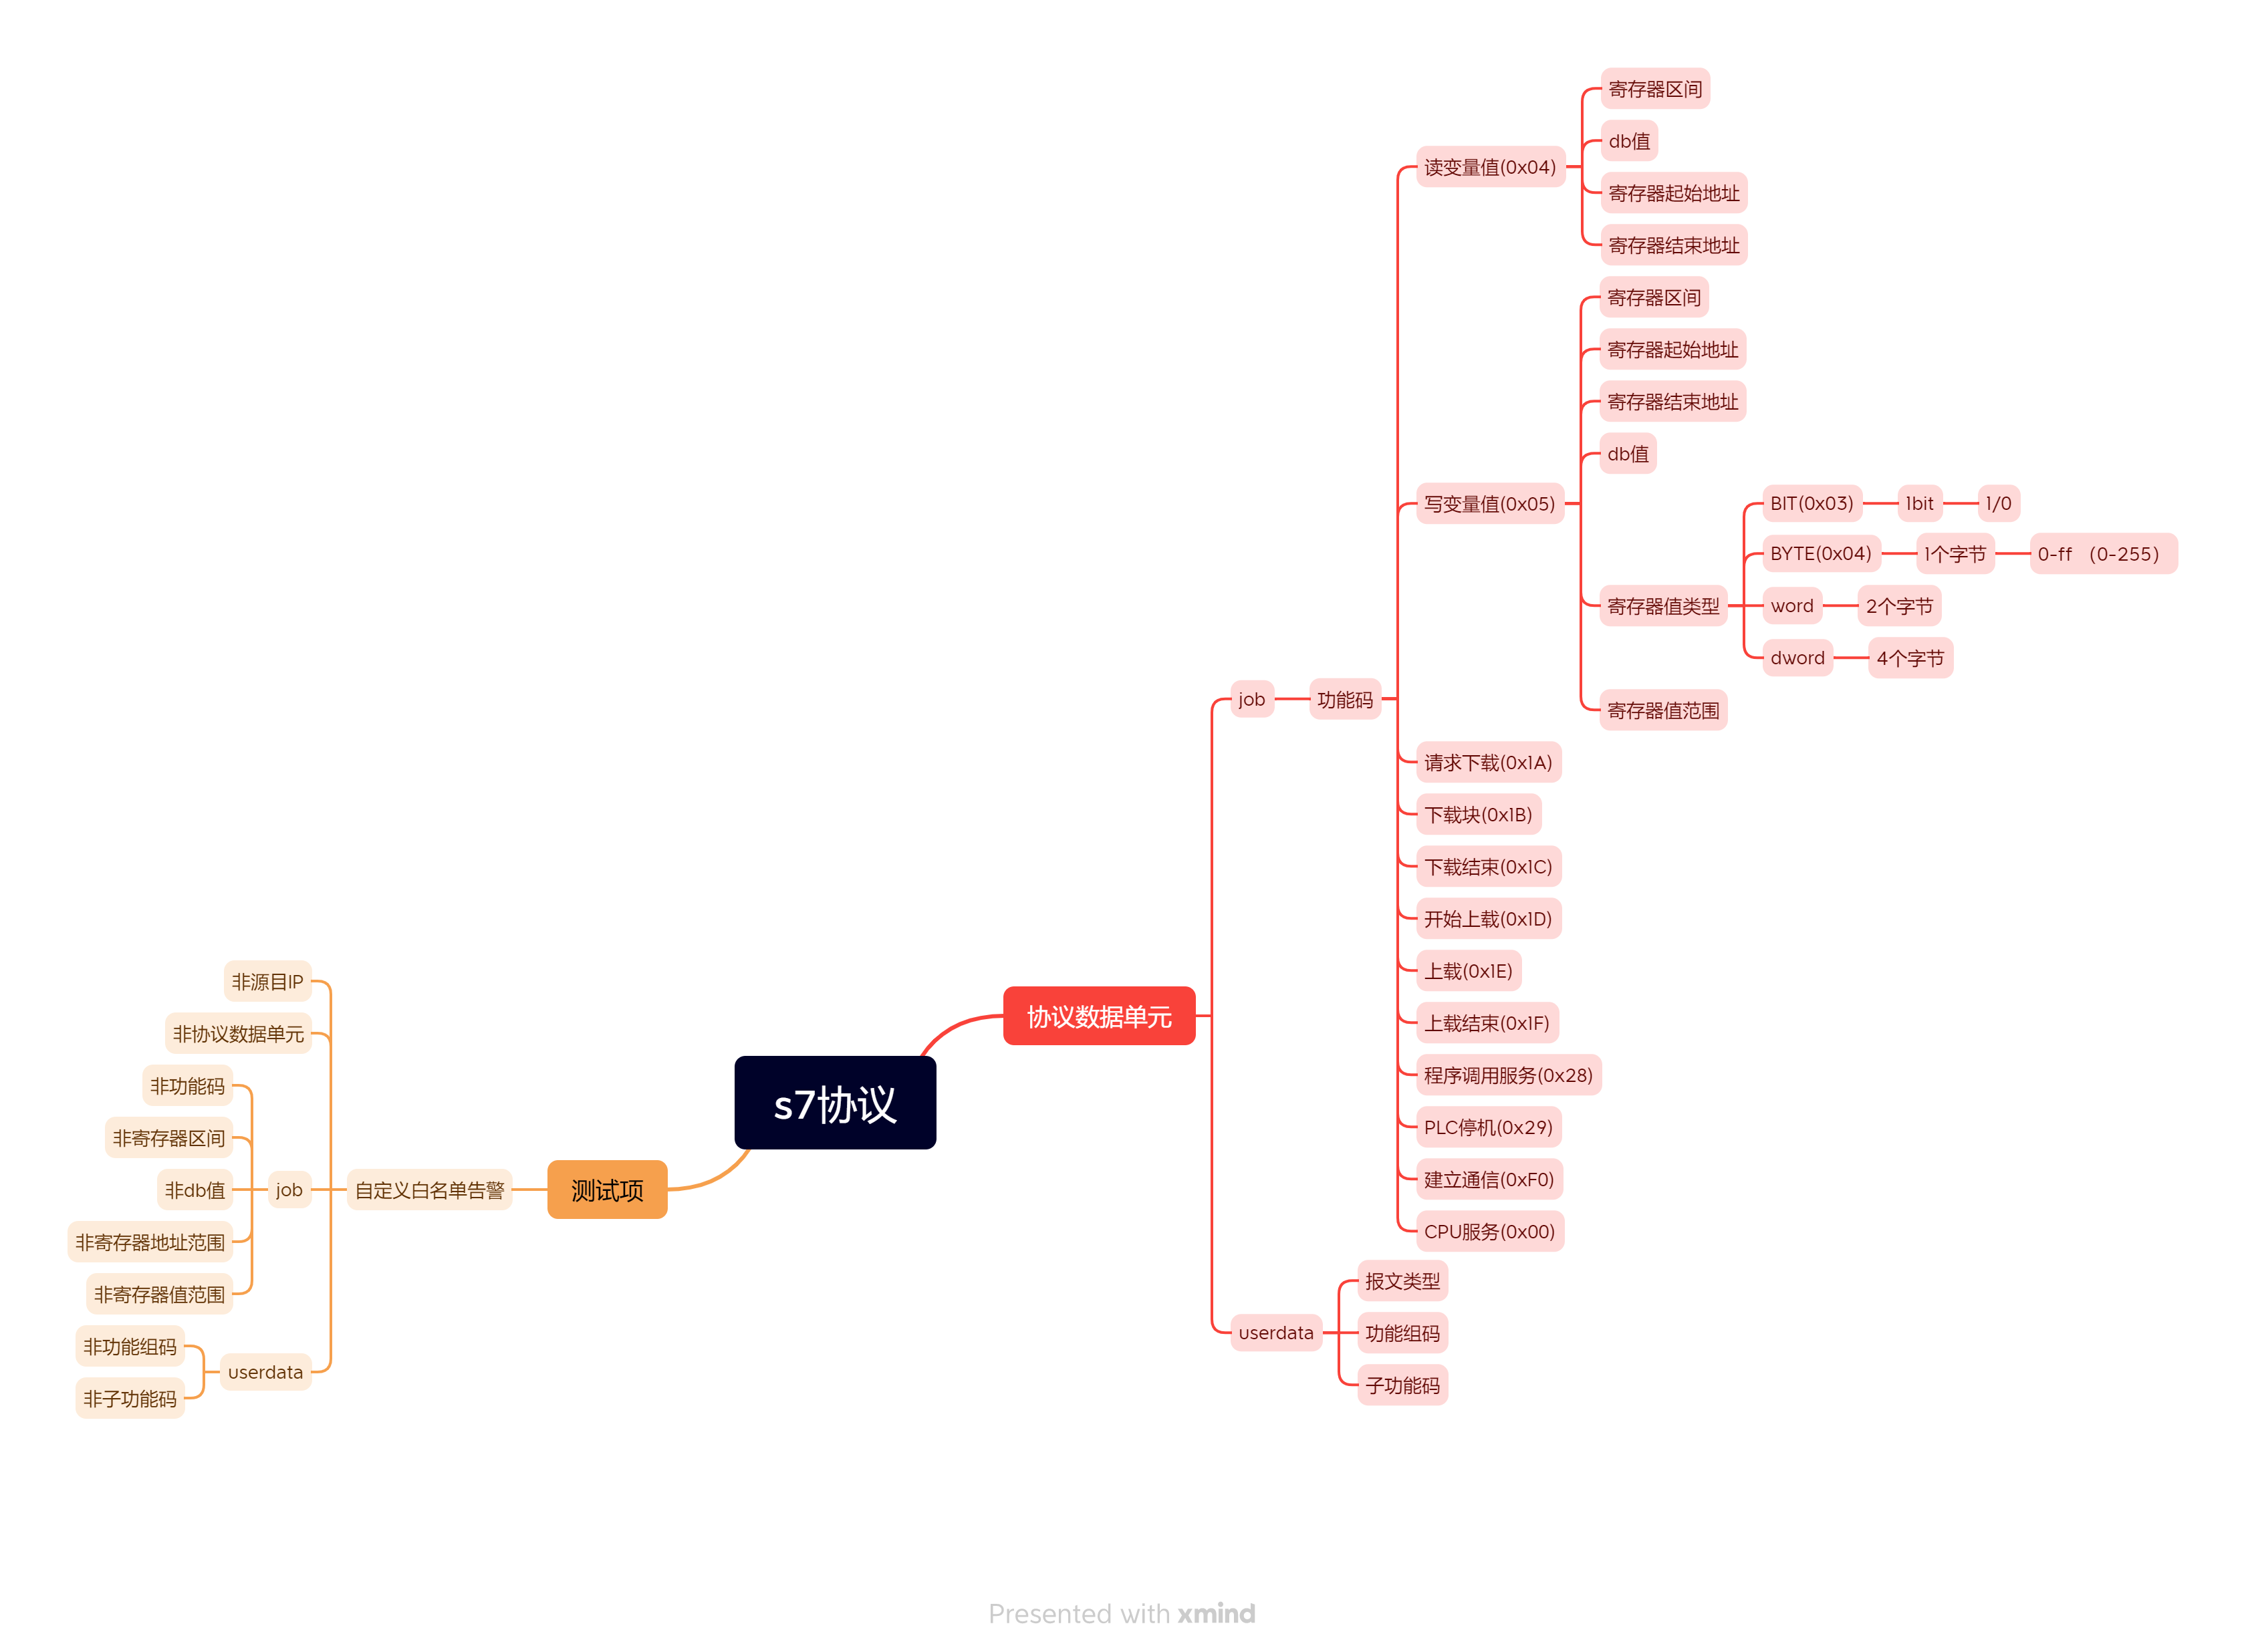 s7协议
协议数据单元
job
功能码
读变量值(0x04)
寄存器区间
db值
寄存器起始地址
寄存器结束地址
写变量值(0x05)
寄存器区间
寄存器起始地址
寄存器结束地址
db值
寄存器值类型
BIT(0x03)
1bit
1/0
BYTE(0x04)
1个字节
0-ff （0-255）
word
2个字节
dword
4个字节
寄存器值范围
请求下载(0x1A)
下载块(0x1B)
下载结束(0x1C)
开始上载(0x1D)
上载(0x1E)
上载结束(0x1F)
程序调用服务(0x28)
PLC停机(0x29)
建立通信(0xF0)
CPU服务(0x00)
userdata
报文类型
功能组码
子功能码
测试项
自定义白名单告警
非源目IP
非协议数据单元
job
非功能码
非寄存器区间
非db值
非寄存器地址范围
非寄存器值范围
userdata
非功能组码
非子功能码
Presented with xmind